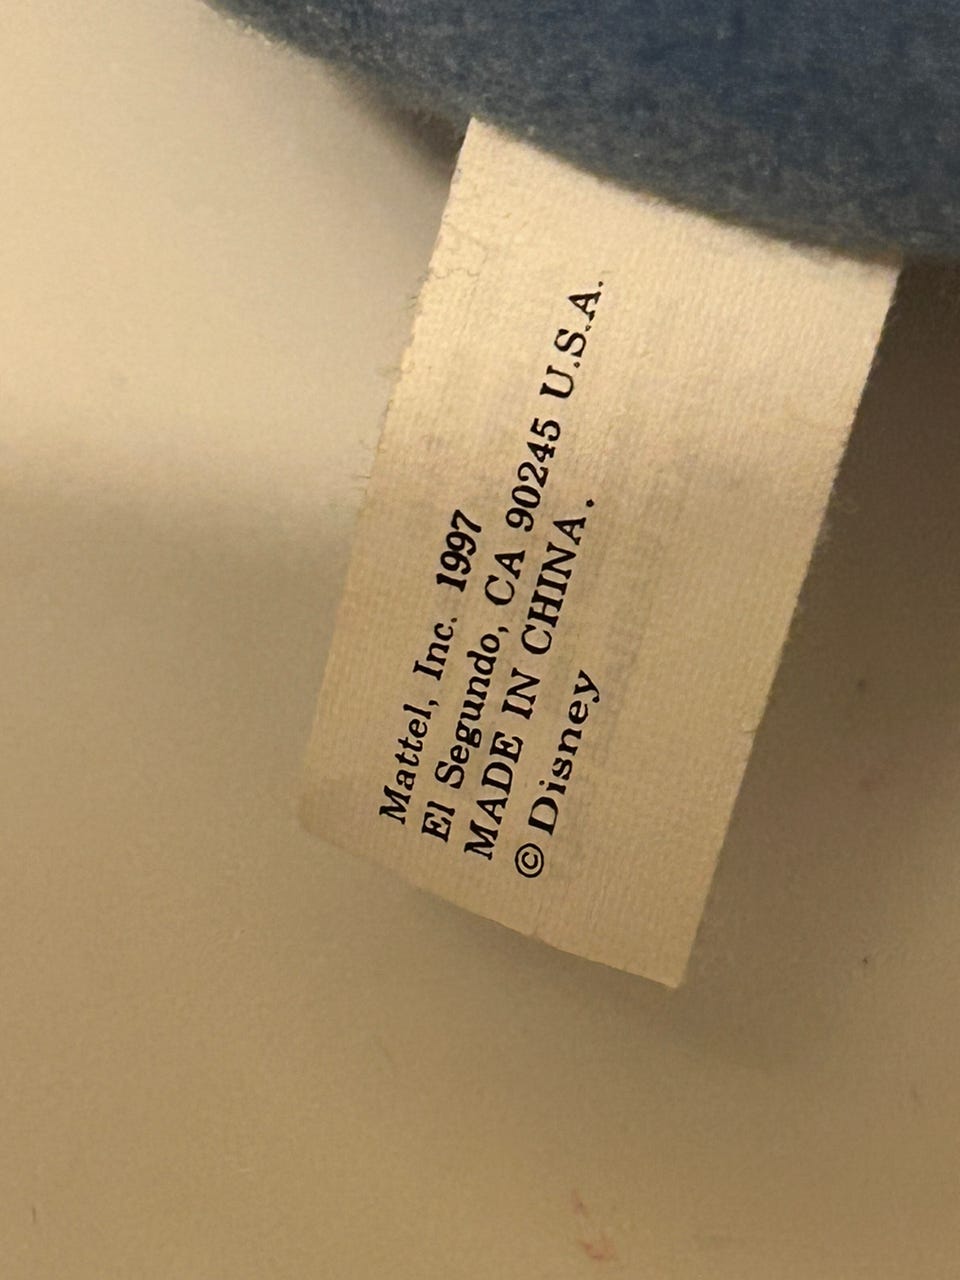 Mattel, Inc. 1997
El Segundo, CA 90245 U.S.A.
MADE IN CHINA.
© Disney